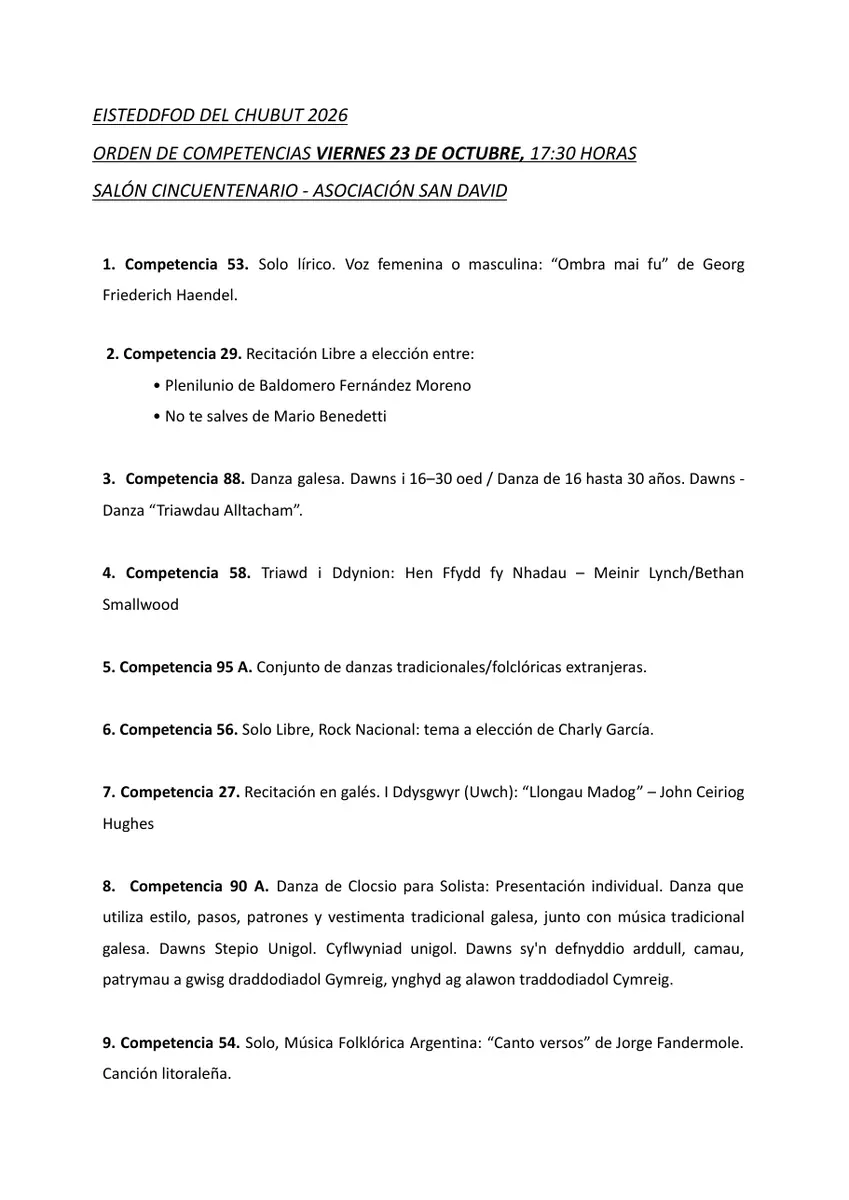 EISTEDDFOD DEL CHUBUT 2026
ORDEN DE COMPETENCIAS VIERNES 23 DE OCTUBRE, 17:30 HORAS
SALÓN CINCUENTENARIO - ASOCIACIÓN SAN DAVID
1. Competencia 53. Solo lírico. Voz femenina o masculina: “Ombra mai fu” de Georg
Friederich Haendel.
2. Competencia 29. Recitación Libre a elección entre:
• Plenilunio de Baldomero Fernández Moreno
• No te salves de Mario Benedetti
3. Competencia 88. Danza galesa. Dawns i 16–30 oed / Danza de 16 hasta 30 años. Dawns -
Danza “Triawdau Alltacham”.
4. Competencia 58. Triawd i Ddynion: Hen Ffydd fy Nhadau – Meinir Lynch/Bethan
Smallwood
5. Competencia 95 A. Conjunto de danzas tradicionales/folclóricas extranjeras.
6. Competencia 56. Solo Libre, Rock Nacional: tema a elección de Charly García.
7. Competencia 27. Recitación en galés. I Ddysgwyr (Uwch): “Llongau Madog” – John Ceiriog
Hughes
8. Competencia 90 A. Danza de Clocsio para Solista: Presentación individual. Danza que
utiliza estilo, pasos, patrones y vestimenta tradicional galesa, junto con música tradicional
galesa. Dawns Stepio Unigol. Cyflwyniad unigol. Dawns sy'n defnyddio arddull, camau,
patrymau a gwisg draddodiadol Gymreig, ynghyd ag alawon traddodiadol Cymreig.
9. Competencia 54. Solo, Música Folklórica Argentina: “Canto versos” de Jorge Fandermole.
Canción litoraleña.